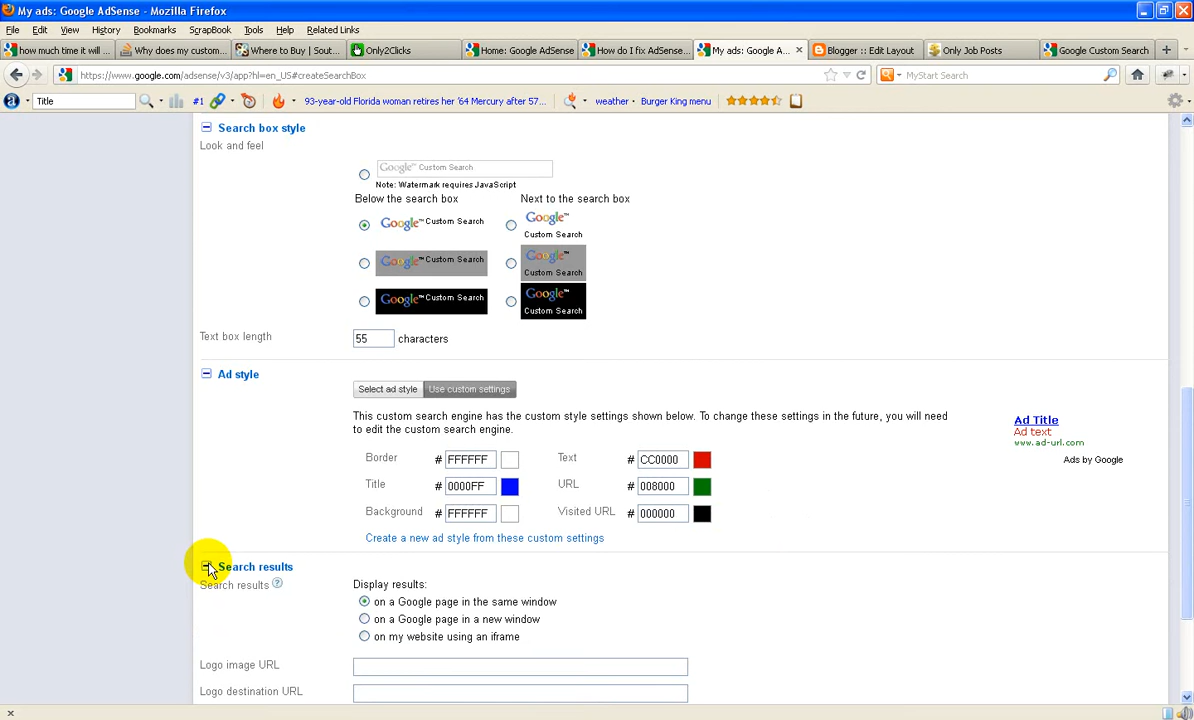 My ads: Google AdSense - Mozilla Firefox
File Edit View History Bookmarks ScrapBook Tools Help Related Links
how much time it will ... Why does my custom... Where to Buy | Sout... Only2Clicks Home: Google AdSense How do I fix AdSense... My ads: Google A... × Blogger :: Edit Layout Only Job Posts Google Custom Search +
https://www.google.com/adsense/v3/app?hl=en_US#createSearchBox MyStart Search
Title #1 93-year-old Florida woman retires her '64 Mercury after 57... weather · Burger King menu
Search box style
Look and feel
Google™ Custom Search
Note: Watermark requires JavaScript
Below the search box Next to the search box
Google™ Custom Search Google™
Custom Search
Google™ Custom Search Google™
Custom Search
Google™ Custom Search Google™
Custom Search
Text box length 55 characters
Ad style
Select ad style Use custom settings
This custom search engine has the custom style settings shown below. To change these settings in the future, you will need
to edit the custom search engine.
Ad Title
Ad text
www.ad-url.com
Ads by Google
Border # FFFFFF Text # CC0000
Title # 0000FF URL # 008000
Background # FFFFFF Visited URL # 000000
Create a new ad style from these custom settings
Search results
Search results ? Display results:
on a Google page in the same window
on a Google page in a new window
on my website using an iframe
Logo image URL
Logo destination URL